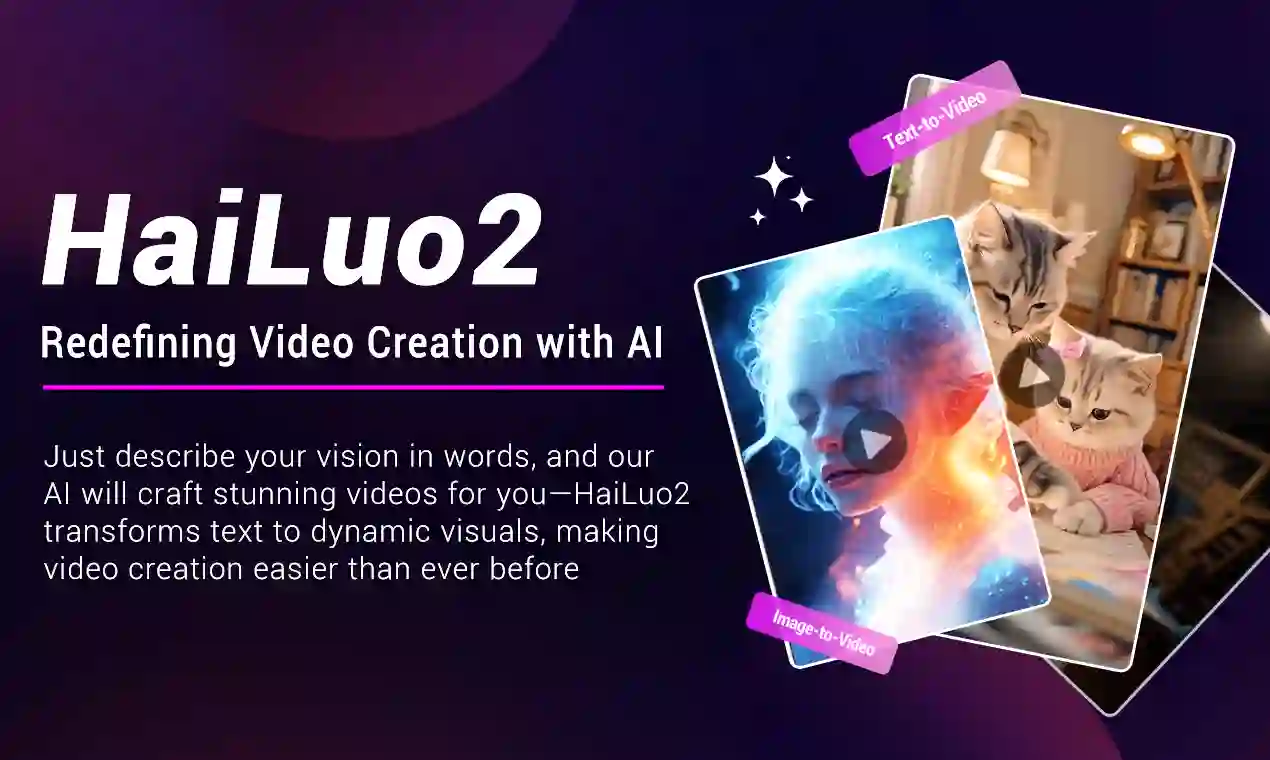 HaiLuo2
Redefining Video Creation with AI
Just describe your vision in words, and our
AI will craft stunning videos for you—HaiLuo2
transforms text to dynamic visuals, making
video creation easier than ever before
Text-to-Video
Image-to-Video